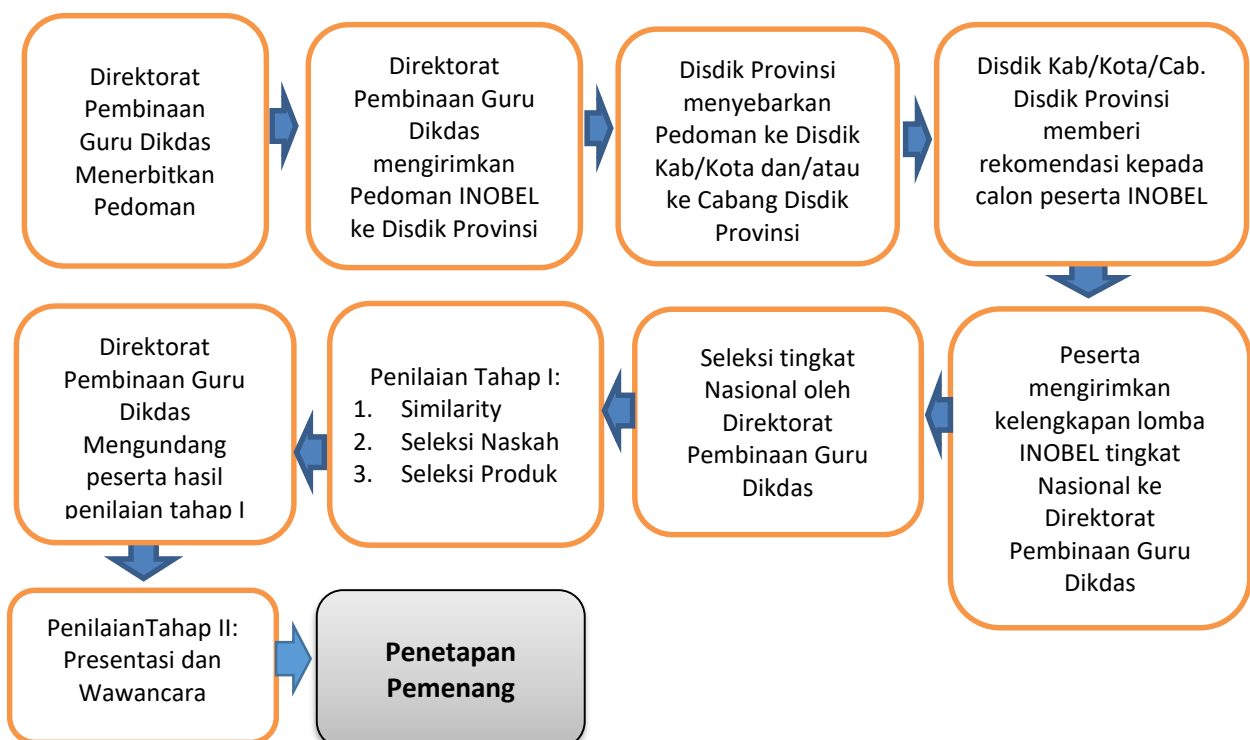 Direktorat
Pembinaan
Guru Dikdas
Menerbitkan
Pedoman
Direktorat
Pembinaan Guru
Dikdas
mengirimkan
Pedoman INOBEL
ke Disdik Provinsi
Disdik Provinsi
menyebarkan
Pedoman ke Disdik
Kab/Kota dan/atau
ke Cabang Disdik
Provinsi
Disdik Kab/Kota/Cab.
Disdik Provinsi
memberi
rekomendasi kepada
calon peserta INOBEL
Peserta
mengirimkan
kelengkapan lomba
INOBEL tingkat
Nasional ke
Direktorat
Pembinaan Guru
Dikdas
Seleksi tingkat
Nasional oleh
Direktorat
Pembinaan Guru
Dikdas
Penilaian Tahap I:
1. Similarity
2. Seleksi Naskah
3. Seleksi Produk
Direktorat
Pembinaan Guru
Dikdas
Mengundang
peserta hasil
penilaian tahap I
PenilaianTahap II:
Presentasi dan
Wawancara
Penetapan
Pemenang